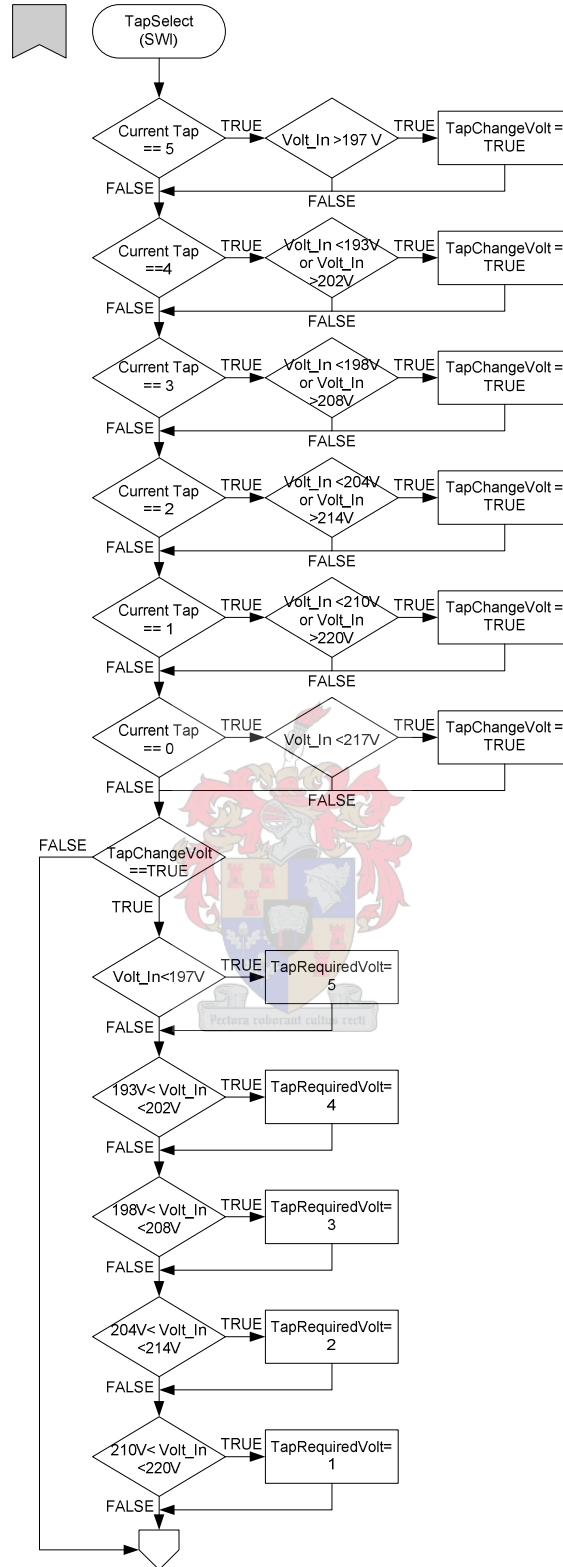 TapSelect
(SWI)
Current Tap
== 5
TRUE
Volt_In >197 V
TRUE
TapChangeVolt =
TRUE
FALSE
FALSE
Current Tap
==4
TRUE
Volt_In <193V
or Volt_In
>202V
TRUE
TapChangeVolt =
TRUE
FALSE
FALSE
Current Tap
== 3
TRUE
Volt_In <198V
or Volt_In
>208V
TRUE
TapChangeVolt =
TRUE
FALSE
FALSE
Current Tap
== 2
TRUE
Volt_In <204V
or Volt_In
>214V
TRUE
TapChangeVolt =
TRUE
FALSE
FALSE
Current Tap
== 1
TRUE
Volt_In <210V
or Volt_In
>220V
TRUE
TapChangeVolt =
TRUE
FALSE
FALSE
Current Tap
== 0
TRUE
Volt_In <217V
TRUE
TapChangeVolt =
TRUE
FALSE
FALSE
FALSE
TapChangeVolt
==TRUE
TRUE
Volt_In<197V
TRUE
TapRequiredVolt=
5
FALSE
Pectora roborant cultus recti
193V< Volt_In
<202V
TRUE
TapRequiredVolt=
4
FALSE
198V< Volt_In
<208V
TRUE
TapRequiredVolt=
3
FALSE
204V< Volt_In
<214V
TRUE
TapRequiredVolt=
2
FALSE
210V< Volt_In
<220V
TRUE
TapRequiredVolt=
1
FALSE